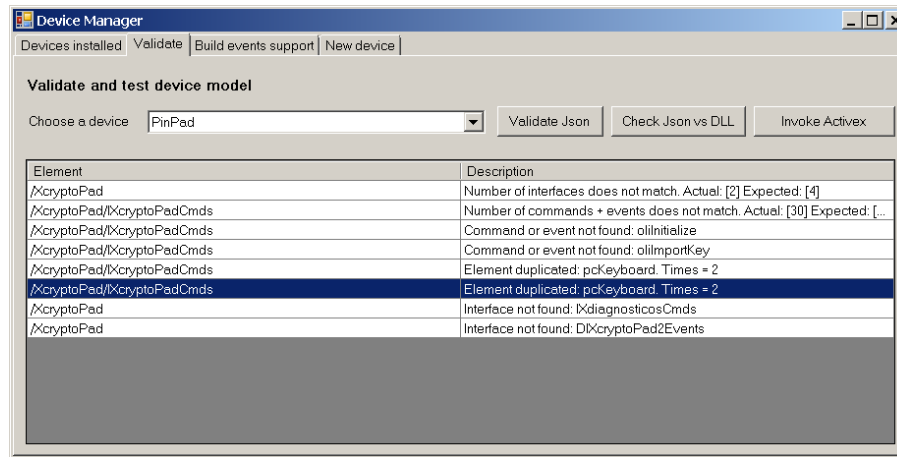 Device Manager
Devices installed Validate Build events support New device
Validate and test device model
Choose a device PinPad Validate Json Check Json vs DLL Invoke Activex
Element Description
/XcryptoPad Number of interfaces does not match. Actual: [2] Expected: [4]
/XcryptoPad/IXcryptoPadCmds Number of commands + events does not match. Actual: [30] Expected: [...
/XcryptoPad/IXcryptoPadCmds Command or event not found: oliInitialize
/XcryptoPad/IXcryptoPadCmds Command or event not found: oliImportKey
/XcryptoPad/IXcryptoPadCmds Element duplicated: pcKeyboard. Times = 2
/XcryptoPad/IXcryptoPadCmds Element duplicated: pcKeyboard. Times = 2
/XcryptoPad Interface not found: IXdiagnosticosCmds
/XcryptoPad Interface not found: DIXcryptoPad2Events